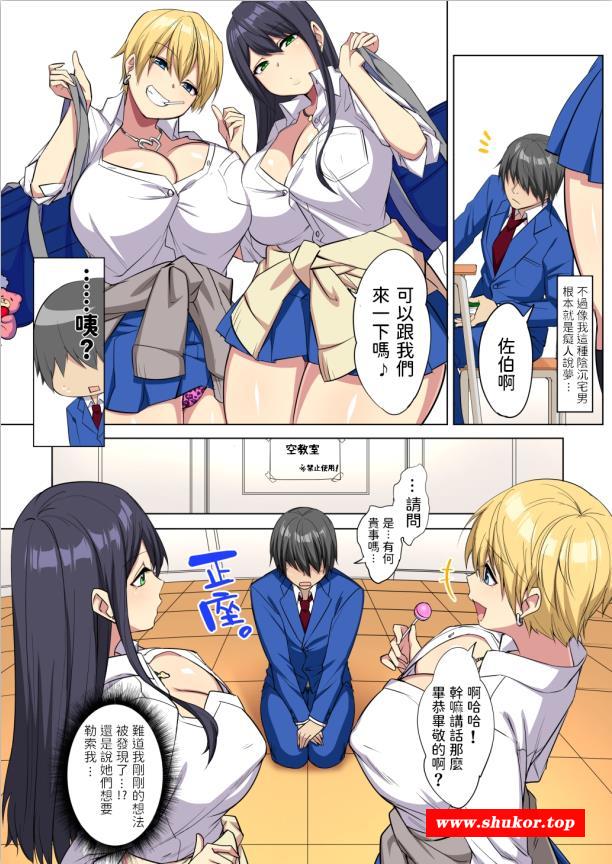 不過像我這種陰沉宅男
根本就是癡人說夢…
佐伯啊
可以跟我們
來一下嗎♪
……咦？
空教室
※禁止使用！
…請問
是…有何
貴事嗎…
正座。
啊哈哈！
幹嘛講話那麼
畢恭畢敬的啊？
難道我剛剛的想法
被發現了…!?
還是說她們想要
勒索我…
www.shukor.top